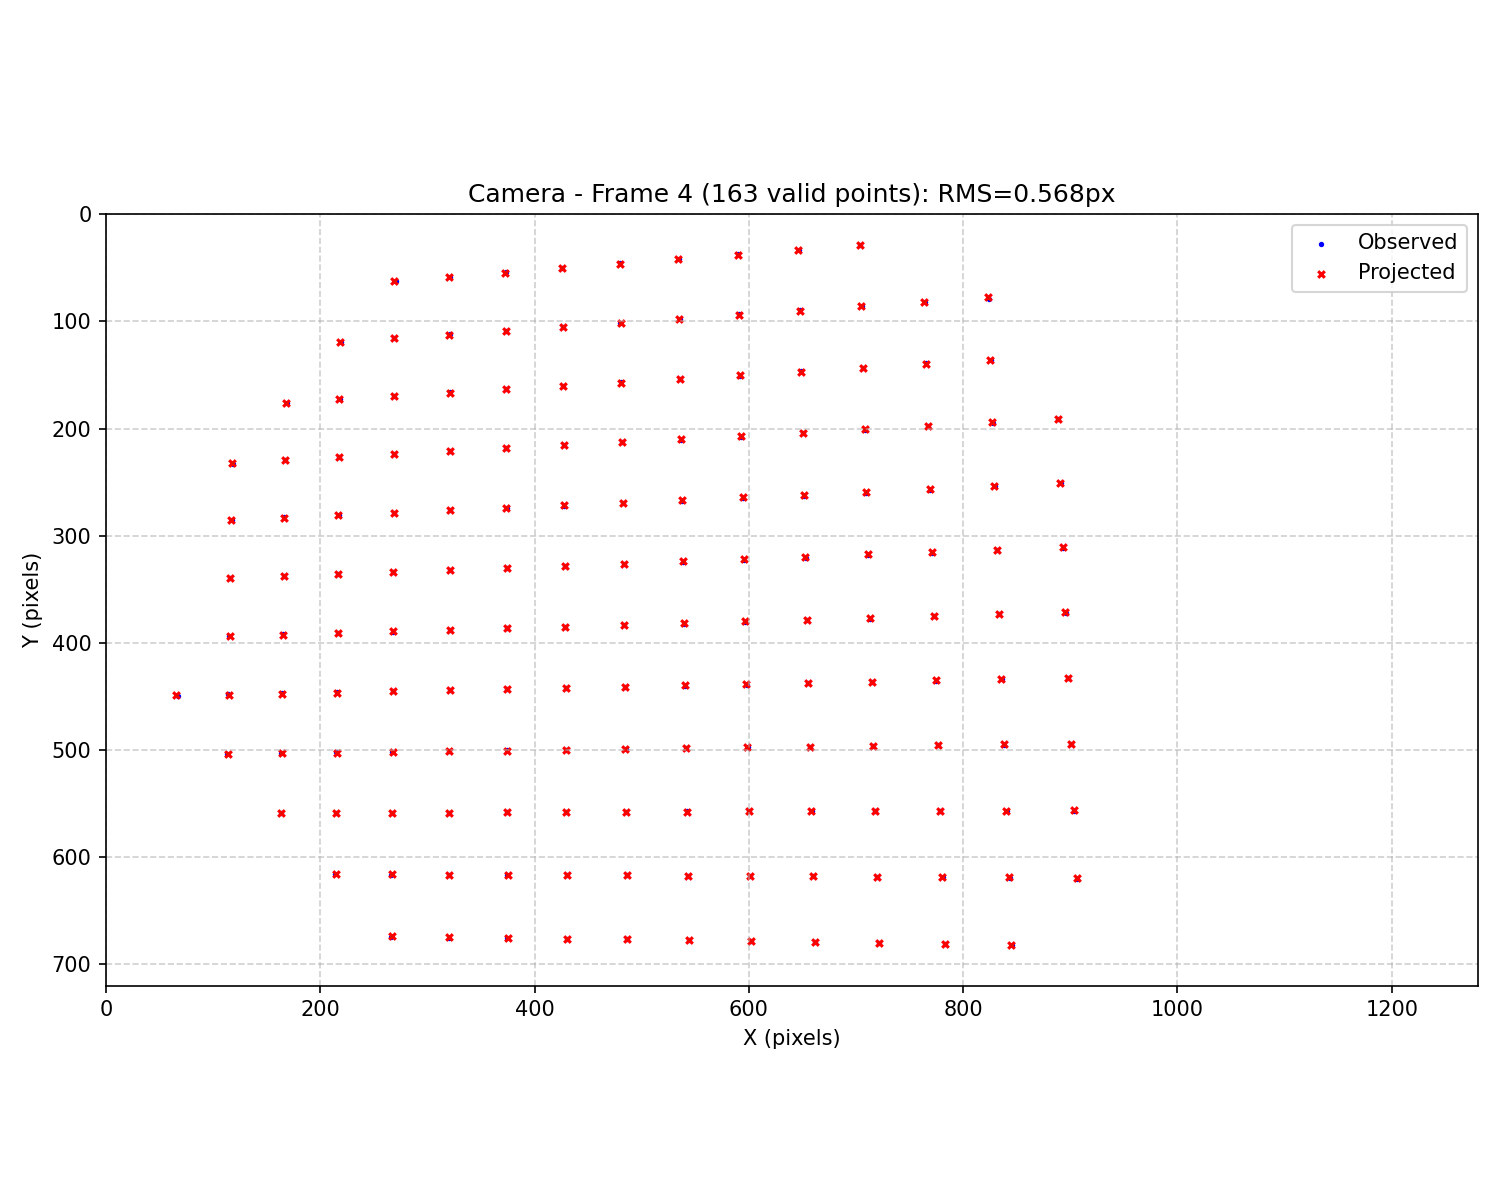 Camera - Frame 4 (163 valid points): RMS=0.568px
Observed
Projected
0
100
200
300
400
500
600
700
Y (pixels)
0 200 400 600 800 1000 1200
X (pixels)